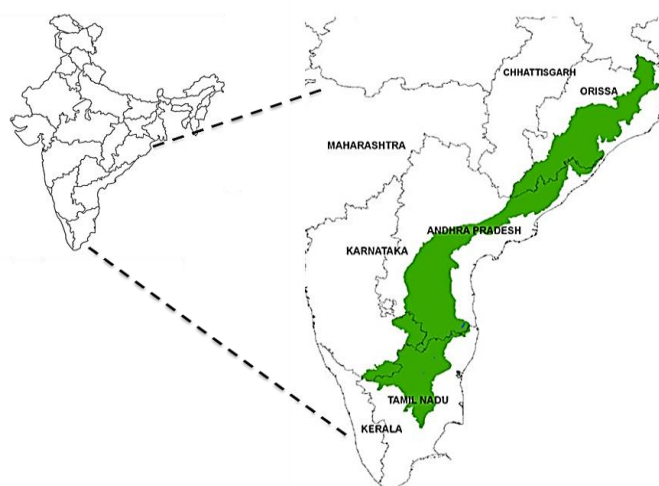 CHHATTISGARH
ORISSA
MAHARASHTRA
ANDHRA PRADESH
KARNATAKA
TAMIL NADU
KERALA